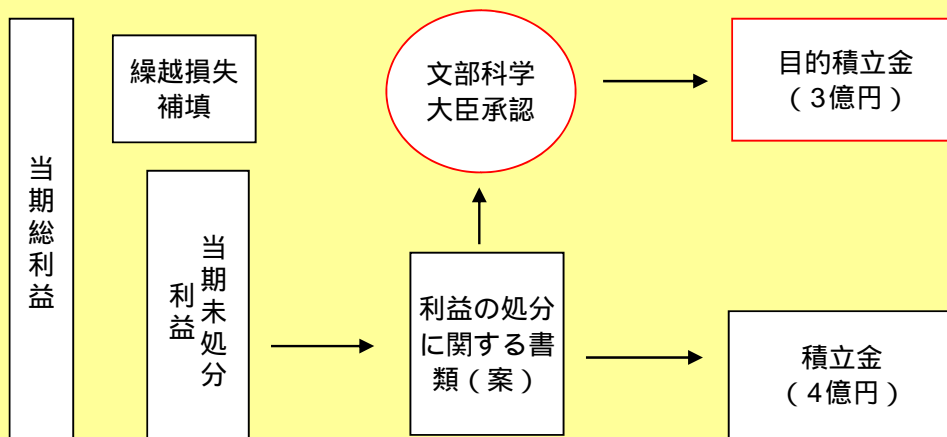 当期総利益
繰越損失
補填
当期未処分
利益
文部科学
大臣承認
利益の処分
に関する書
類（案）
目的積立金
（3億円）
積立金
（4億円）